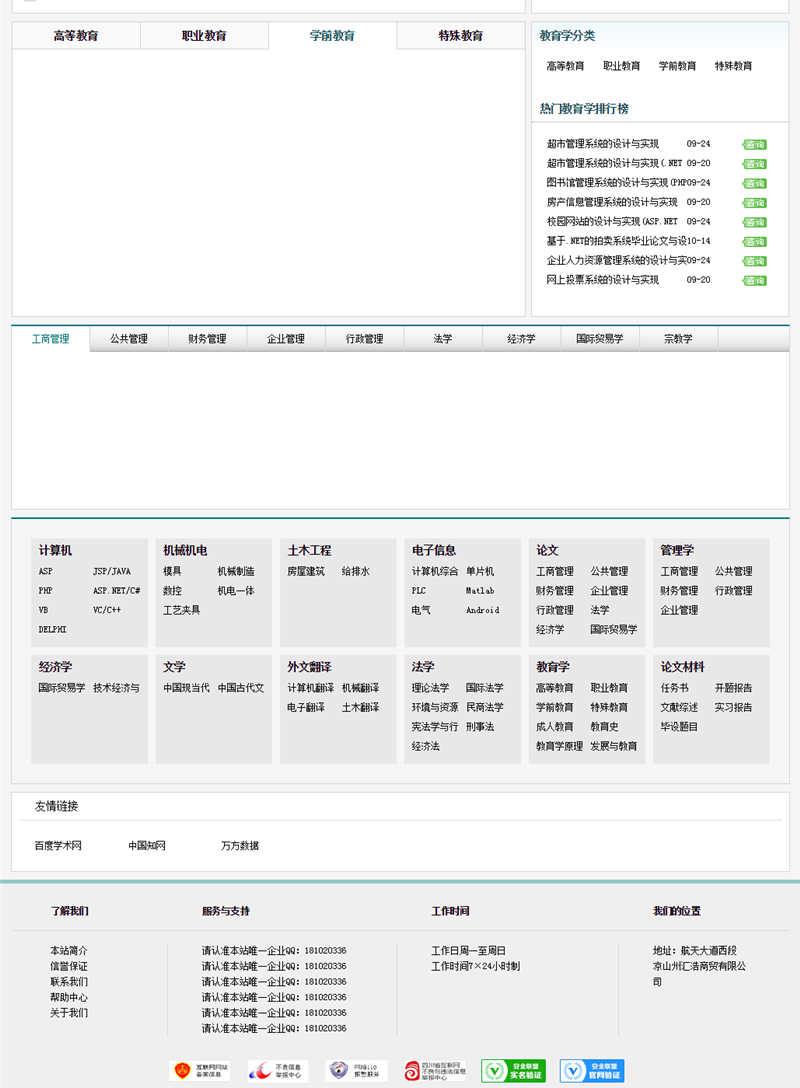 高等教育 职业教育 学前教育 特殊教育
教育学分类
高等教育 职业教育 学前教育 特殊教育
热门教育学排行榜
超市管理系统的设计与实现 09-24 咨询
超市管理系统的设计与实现(.NET 09-20 咨询
图书馆管理系统的设计与实现(PHP09-24 咨询
房产信息管理系统的设计与实现 09-20 咨询
校园网站的设计与实现(ASP.NET 09-24 咨询
基于.NET的拍卖系统毕业论文与设10-14 咨询
企业人力资源管理系统的设计与实09-24 咨询
网上投票系统的设计与实现 09-20 咨询
工商管理 公共管理 财务管理 企业管理 行政管理 法学 经济学 国际贸易学 宗教学
计算机
ASP JSP/JAVA
PHP ASP.NET/C#
VB VC/C++
DELPHI
机械机电
模具 机械制造
数控 机电一体
工艺夹具
土木工程
房屋建筑 给排水
电子信息
计算机综合 单片机
PLC Matlab
电气 Android
论文
工商管理 公共管理
财务管理 企业管理
行政管理 法学
经济学 国际贸易学
管理学
工商管理 公共管理
财务管理 行政管理
企业管理
经济学
国际贸易学 技术经济与
文学
中国现当代 中国古代文
外文翻译
计算机翻译 机械翻译
电子翻译 土木翻译
法学
理论法学 国际法学
环境与资源 民商法学
宪法学与行 刑事法
经济法
教育学
高等教育 职业教育
学前教育 特殊教育
成人教育 教育史
教育学原理 发展与教育
论文材料
任务书 开题报告
文献综述 实习报告
毕设题目
友情链接
百度学术网 中国知网 万方数据
了解我们
本站简介
信誉保证
联系我们
帮助中心
关于我们
服务与支持
请认准本站唯一企业QQ：181020336
请认准本站唯一企业QQ：181020336
请认准本站唯一企业QQ：181020336
请认准本站唯一企业QQ：181020336
请认准本站唯一企业QQ：181020336
请认准本站唯一企业QQ：181020336
工作时间
工作日周一至周日
工作时间7×24小时制
我们的位置
地址：航天大道西段
凉山州汇浩商贸有限公
司
互联网网站
备案信息
不良信息
举报中心
网络110
报警服务
四川省互联网
不良与违法信息
举报中心
安全联盟
实名验证
安全联盟
官网验证